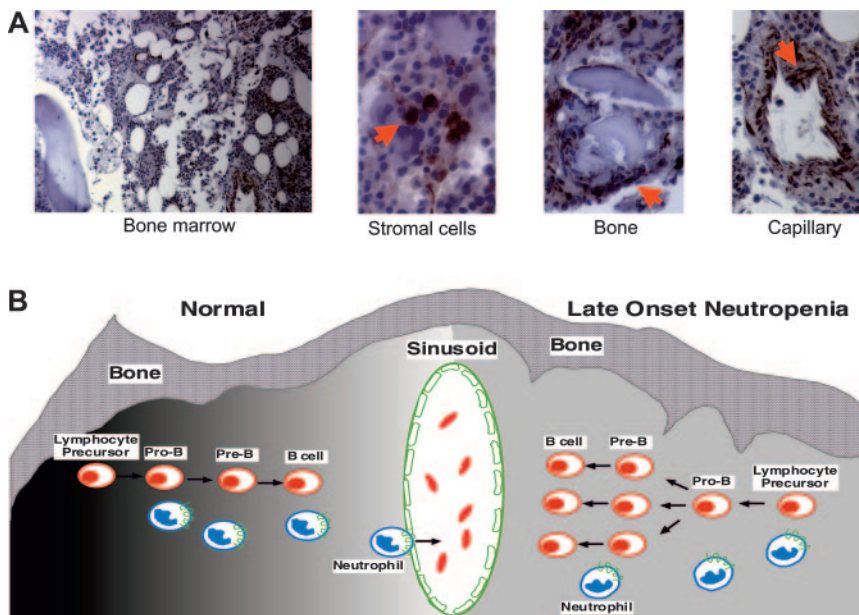 A
Bone marrow
Stromal cells
Bone
Capillary
B
Normal
Late Onset Neutropenia
Sinusoid
Bone
Bone
Lymphocyte
Precursor
Pro-B
Pre-B
B cell
Neutrophil
B cell
Pre-B
Pro-B
Lymphocyte
Precursor
Neutrophil